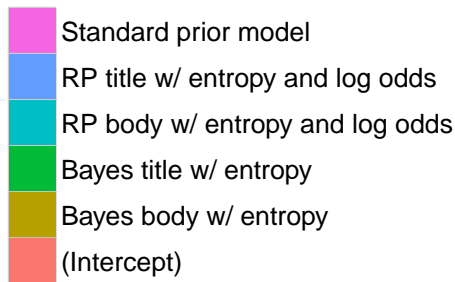 Standard prior model
RP title w/ entropy and log odds
RP body w/ entropy and log odds
Bayes title w/ entropy
Bayes body w/ entropy
(Intercept)